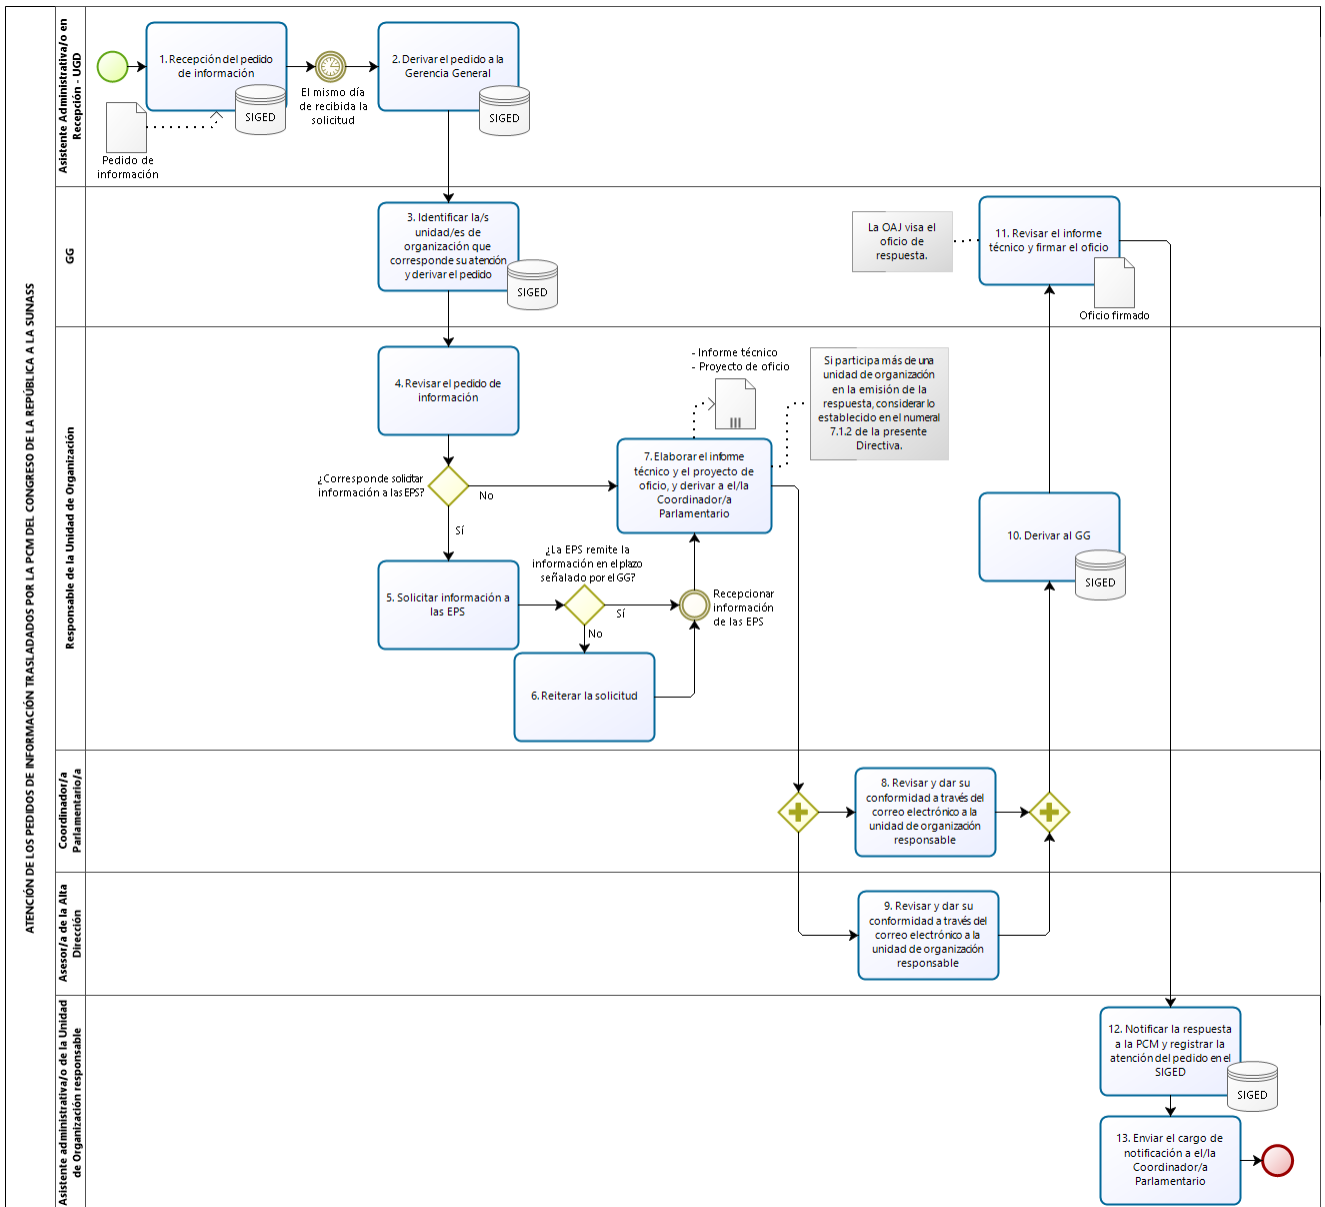 ATENCIÓN DE LOS PEDIDOS DE INFORMACIÓN TRASLADADOS POR LA PCM DEL CONGRESO DE LA REPÚBLICA A LA SUNASS
Asistente Administrativa/o en
Recepción - UGD
1. Recepción del pedido
de información
SIGED
Pedido de
información
El mismo día
de recibida la
solicitud
2. Derivar el pedido a la
Gerencia General
SIGED
GG
3. Identificar la/s
unidad/es de
organización que
corresponde su atención
y derivar el pedido
SIGED
La OAJ visa el
oficio de
respuesta.
11. Revisar el informe
técnico y firmar el oficio
Oficio firmado
Responsable de la Unidad de Organización
4. Revisar el pedido de
información
¿Corresponde solicitar
información a las EPS?
No
Sí
5. Solicitar información a
las EPS
¿La EPS remite la
información en el plazo
señalado por el GG?
Sí
No
6. Reiterar la solicitud
Recepcionar
información
de las EPS
- Informe técnico
- Proyecto de oficio
7. Elaborar el informe
técnico y el proyecto de
oficio, y derivar a el/la
Coordinador/a
Parlamentario
Si participa más de una
unidad de organización
en la emisión de la
respuesta, considerar lo
establecido en el numeral
7.1.2 de la presente
Directiva.
10. Derivar al GG
SIGED
Coordinador/a
Parlamentario/a
8. Revisar y dar su
conformidad a través del
correo electrónico a la
unidad de organización
responsable
Asesor/a de la Alta
Dirección
9. Revisar y dar su
conformidad a través del
correo electrónico a la
unidad de organización
responsable
Asistente administrativa/o de la Unidad
de Organización responsable
12. Notificar la respuesta
a la PCM y registrar la
atención del pedido en el
SIGED
SIGED
13. Enviar el cargo de
notificación a el/la
Coordinador/a
Parlamentario